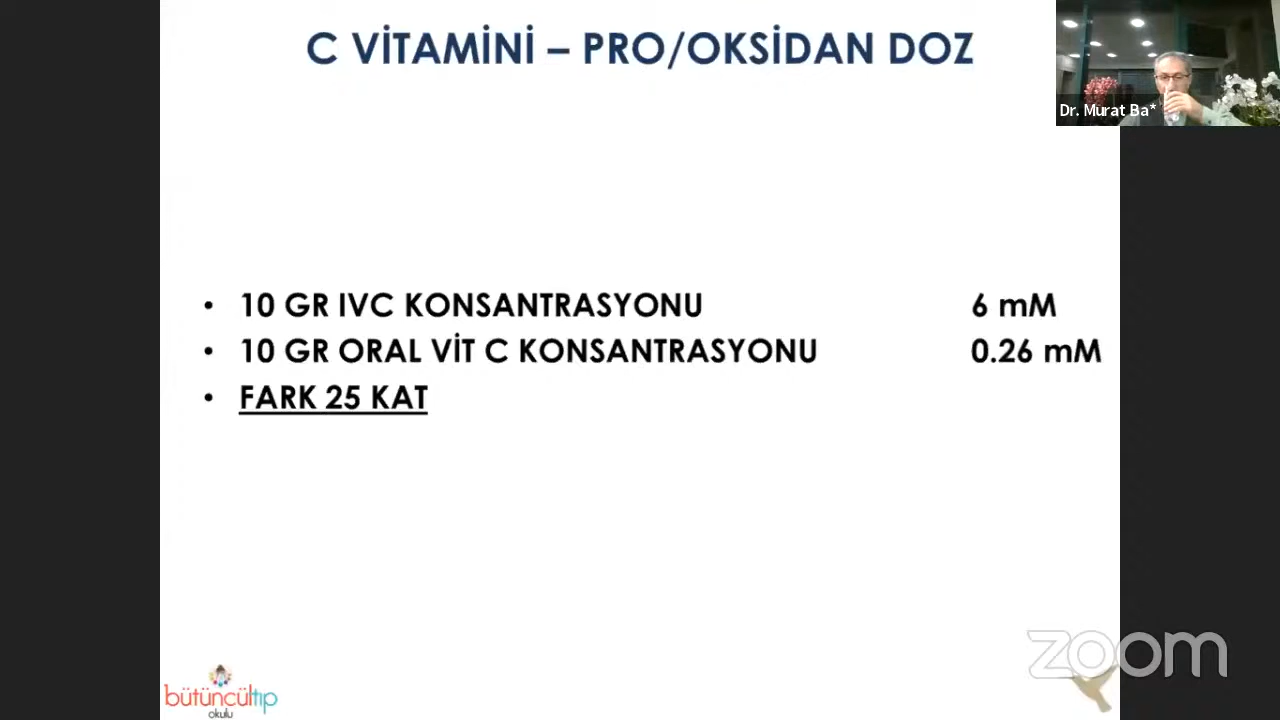 C VİTAMİNİ – PRO/OKSİDAN DOZ
Dr. Murat Ba*
• 10 GR IVC KONSANTRASYONU 6 mM
• 10 GR ORAL VİT C KONSANTRASYONU 0.26 mM
• FARK 25 KAT
zoom
bütüncültıp
okulu